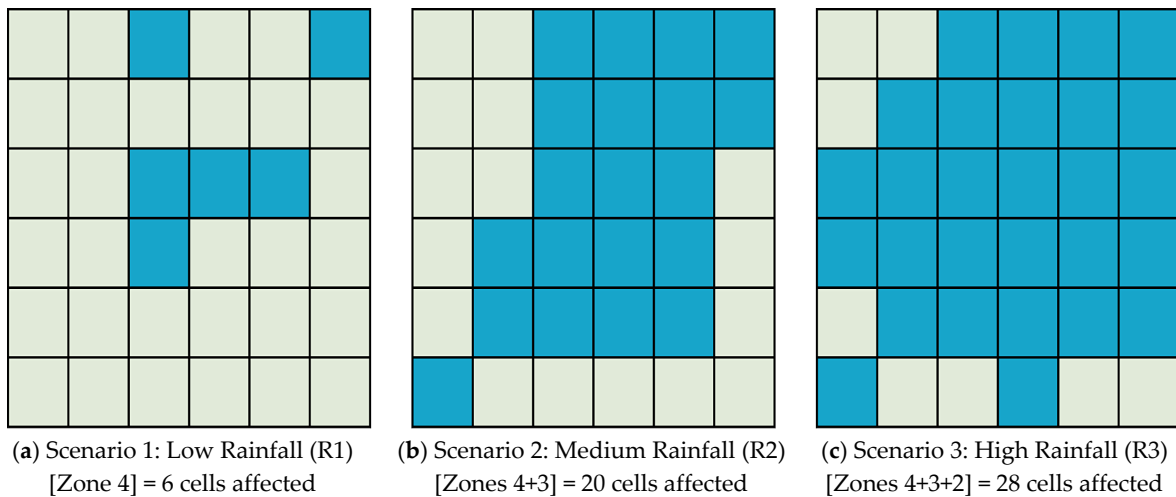 (a) Scenario 1: Low Rainfall (R1)
[Zone 4] = 6 cells affected
(b) Scenario 2: Medium Rainfall (R2)
[Zones 4+3] = 20 cells affected
(c) Scenario 3: High Rainfall (R3)
[Zones 4+3+2] = 28 cells affected